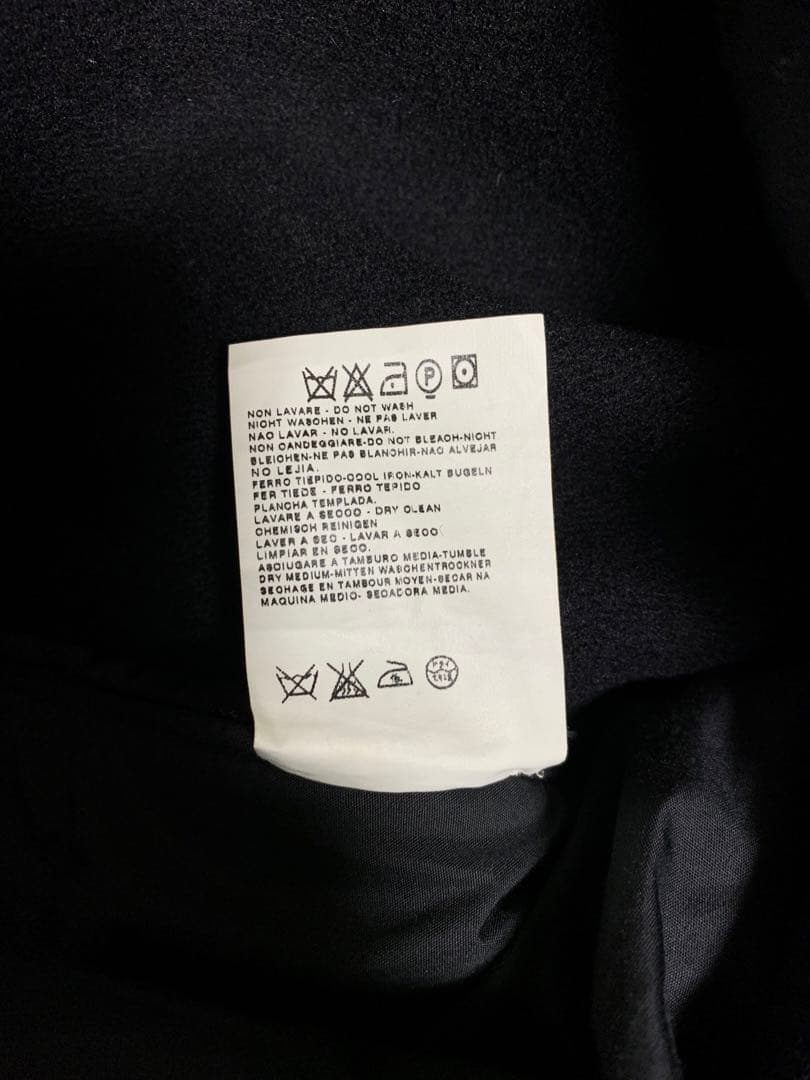 P
NON LAVARE - DO NOT WASH
NICHT WASCHEN - NE PAS LAVER
NAO LAVAR - NO LAVAR.
NON CANDEGGIARE-DO NOT BLEACH-NICHT
BLEICHEN-NE PAS BLANCHIR-NAO ALVEJAR
NO LEJIA.
FERRO TIEPIDO-COOL IRON-KALT BUGELN
FER TIEDE - FERRO TEPIDO
PLANCHA TEMPLADA.
LAVARE A SECCO - DRY CLEAN
CHEMISCH REINIGEN
LAVER A SEC - LAVAR A SECO
LIMPIAR EN SECO.
ASCIUGARE A TAMBURO MEDIA-TUMBLE
DRY MEDIUM-MITTEN WASCHENTROCKNER
SECHAGE EN TAMBOUR MOYEN-SECAR NA
MAQUINA MEDIO- SECADORA MEDIA.